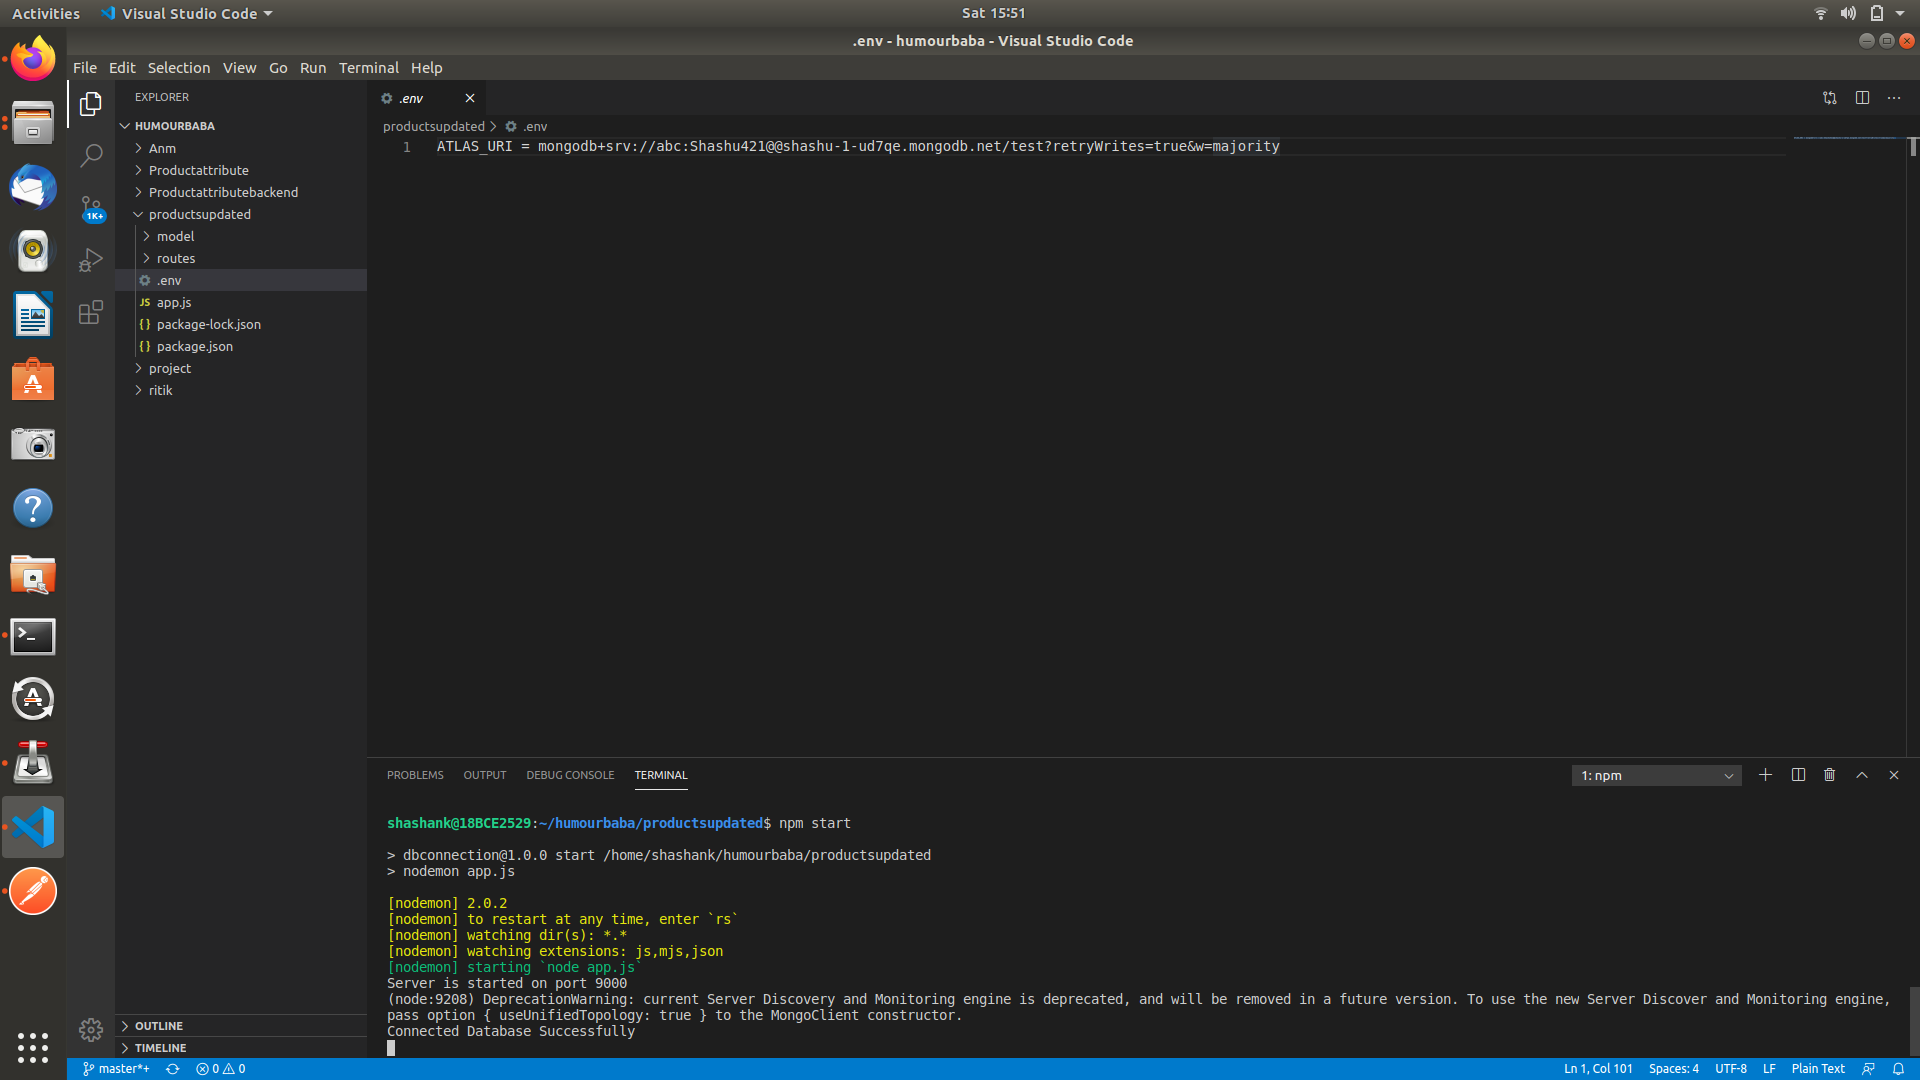 Activities
Visual Studio Code
Sat 15:51
.env - humourbaba - Visual Studio Code
File Edit Selection View Go Run Terminal Help
EXPLORER
HUMOURBABA
Anm
Productattribute
Productattributebackend
productsupdated
model
routes
.env
JS app.js
{} package-lock.json
{} package.json
project
ritik
1K+
OUTLINE
TIMELINE
.env
productsupdated > .env
1 ATLAS_URI = mongodb+srv://abc:Shashu421@@shashu-1-ud7qe.mongodb.net/test?retryWrites=true&w=majority
PROBLEMS OUTPUT DEBUG CONSOLE TERMINAL
1: npm
shashank@18BCE2529:~/humourbaba/productsupdated$ npm start
> dbconnection@1.0.0 start /home/shashank/humourbaba/productsupdated
> nodemon app.js
[nodemon] 2.0.2
[nodemon] to restart at any time, enter `rs`
[nodemon] watching dir(s): *.*
[nodemon] watching extensions: js,mjs,json
[nodemon] starting `node app.js`
Server is started on port 9000
(node:9208) DeprecationWarning: current Server Discovery and Monitoring engine is deprecated, and will be removed in a future version. To use the new Server Discover and Monitoring engine,
pass option { useUnifiedTopology: true } to the MongoClient constructor.
Connected Database Successfully
master*+ 0 0
Ln 1, Col 101 Spaces: 4 UTF-8 LF Plain Text